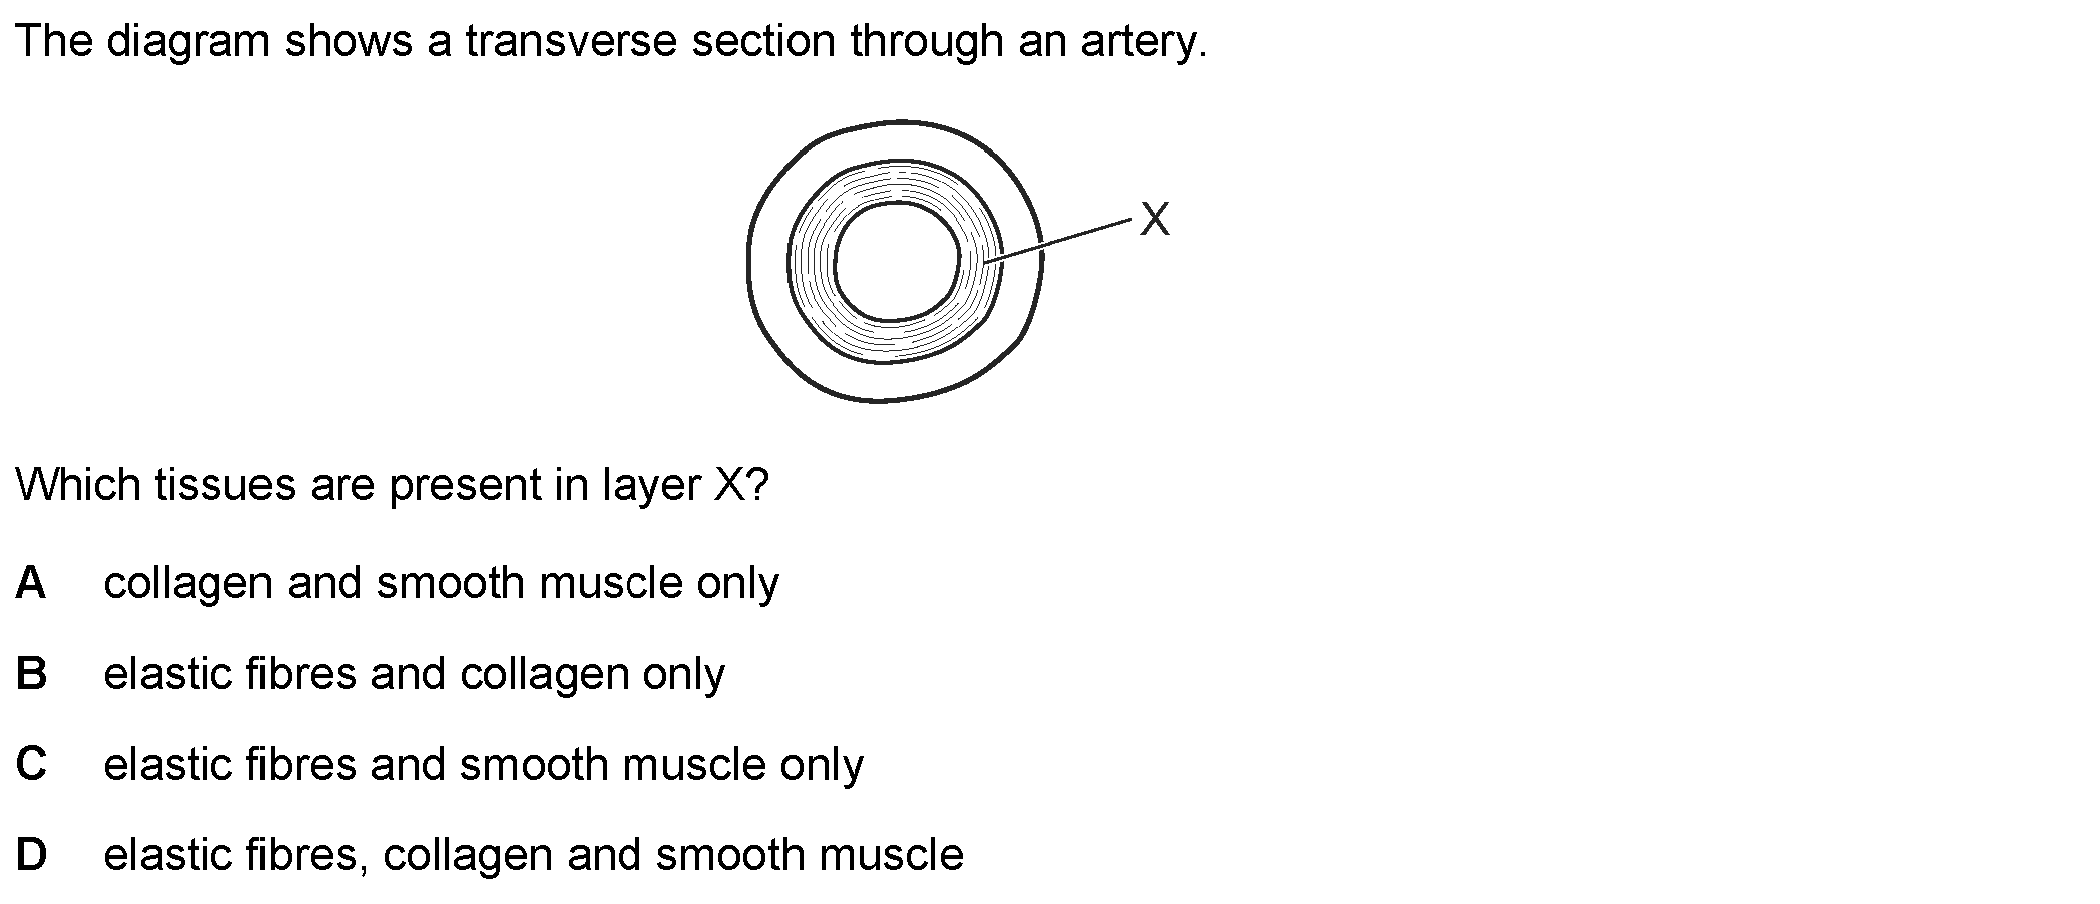 The diagram shows a transverse section through an artery.
X
Which tissues are present in layer X?
A collagen and smooth muscle only
B elastic fibres and collagen only
C elastic fibres and smooth muscle only
D elastic fibres, collagen and smooth muscle